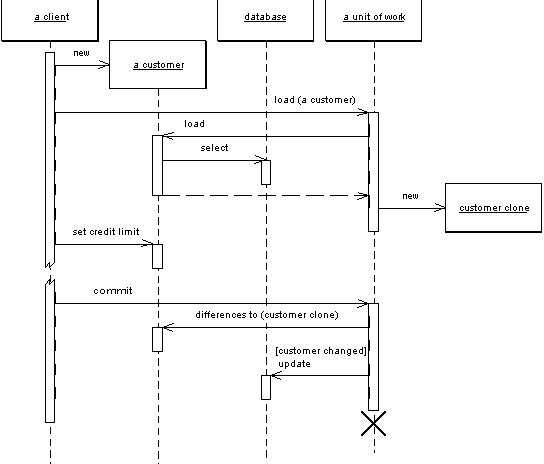 a client
database
a unit of work
new
a customer
load (a customer)
load
select
new
customer clone
set credit limit
commit
differences to (customer clone)
[customer changed]
update